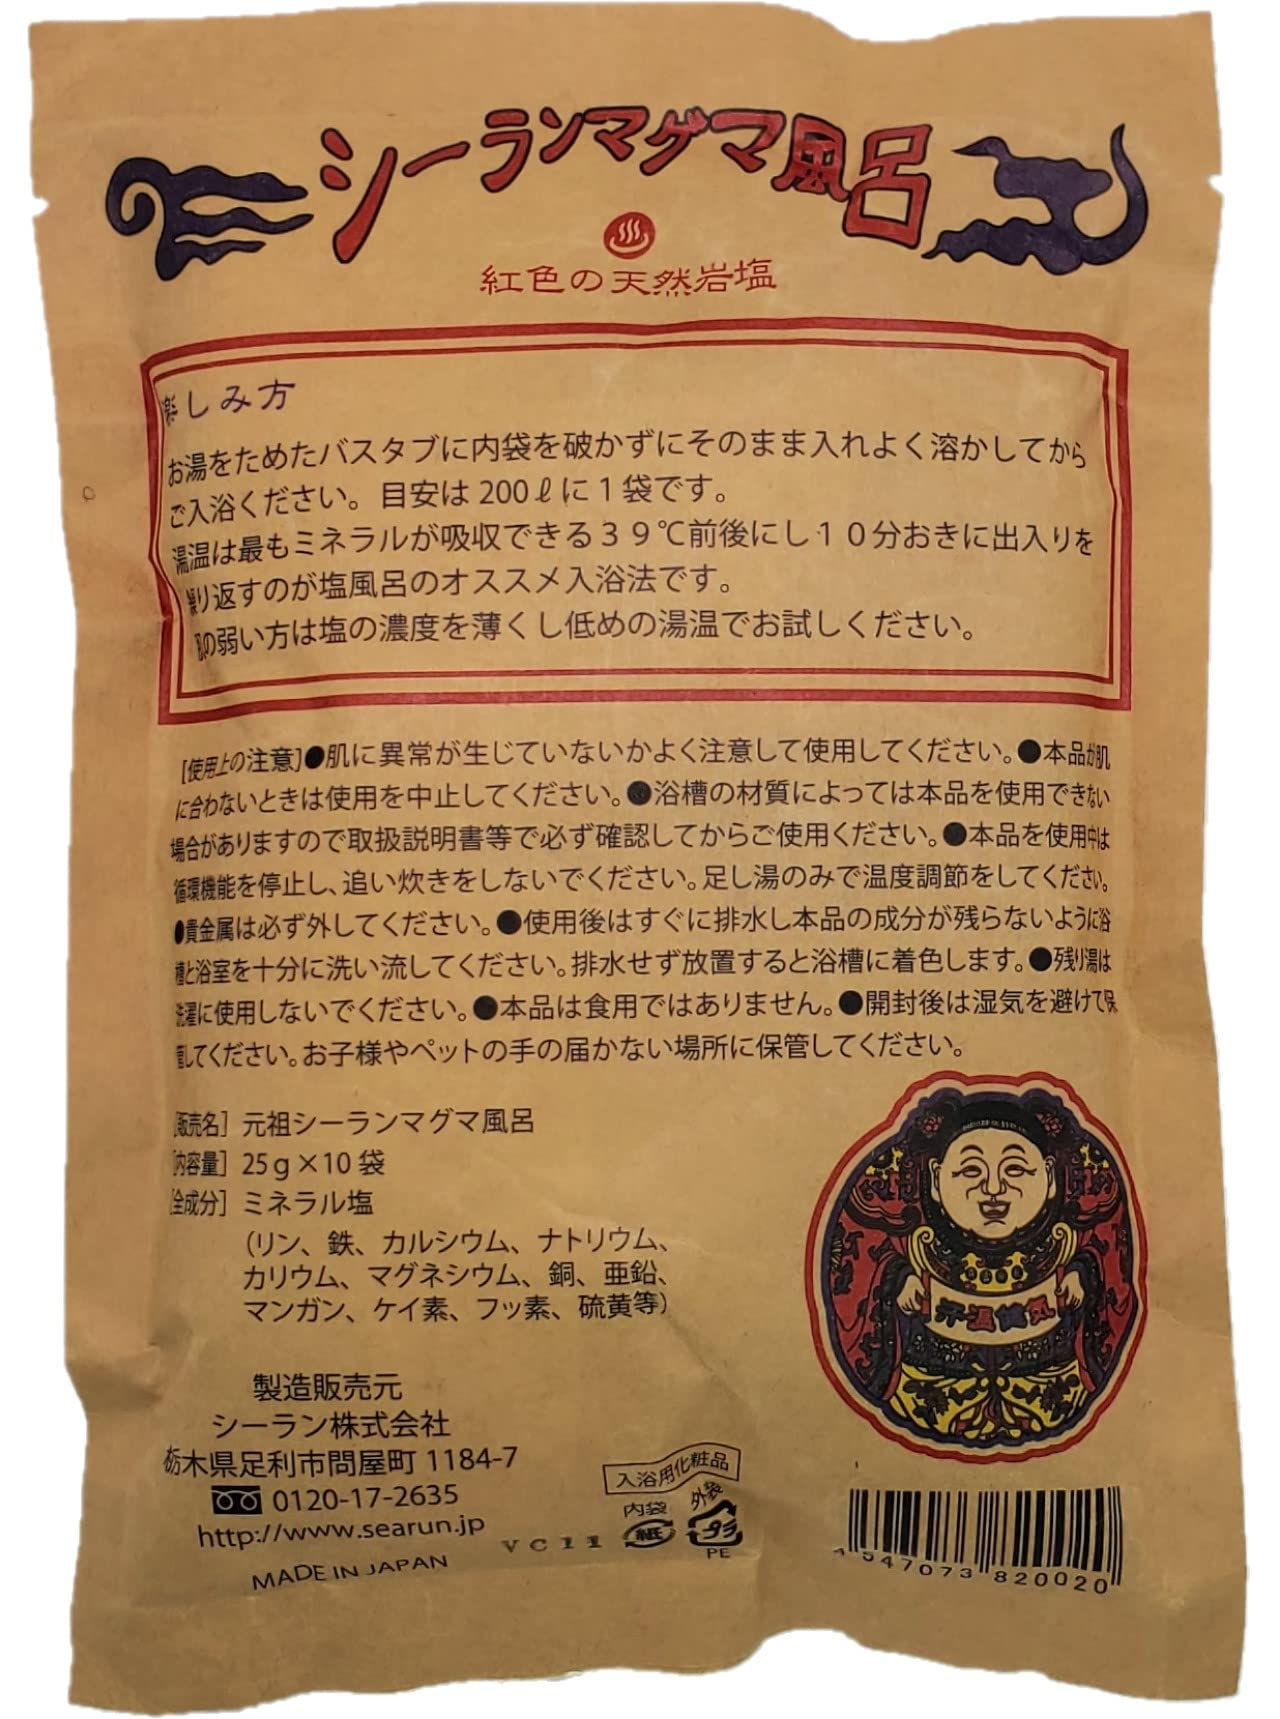 シーランマグマ風呂
紅色の天然岩塩
楽しみ方
お湯をためたバスタブに内袋を破かずにそのまま入れよく溶かしてから
ご入浴ください。目安は200ℓに1袋です。
湯温は最もミネラルが吸収できる39℃前後にし10分おきに出入りを
繰り返すのが塩風呂のオススメ入浴法です。
肌の弱い方は塩の濃度を薄くし低めの湯温でお試しください。
[使用上の注意]●肌に異常が生じていないかよく注意して使用してください。●本品が肌
に合わないときは使用を中止してください。●浴槽の材質によっては本品を使用できない
場合がありますので取扱説明書等で必ず確認してからご使用ください。●本品を使用中は
循環機能を停止し、追い炊きをしないでください。足し湯のみで温度調節をしてください。
●貴金属は必ず外してください。●使用後はすぐに排水し本品の成分が残らないように浴
槽と浴室を十分に洗い流してください。排水せず放置すると浴槽に着色します。●残り湯は
洗濯に使用しないでください。●本品は食用ではありません。●開封後は湿気を避けて保
管してください。お子様やペットの手の届かない場所に保管してください。
[販売名] 元祖シーランマグマ風呂
[内容量] 25g×10袋
[全成分] ミネラル塩
(リン、鉄、カルシウム、ナトリウム、
カリウム、マグネシウム、銅、亜鉛、
マンガン、ケイ素、フッ素、硫黄等)
製造販売元
シーラン株式会社
栃木県足利市問屋町 1184-7
0120-17-2635
http://www.searun.jp
MADE IN JAPAN
VC11
入浴用化粧品
内袋 外袋
紙 プラ
PE
4547073820020